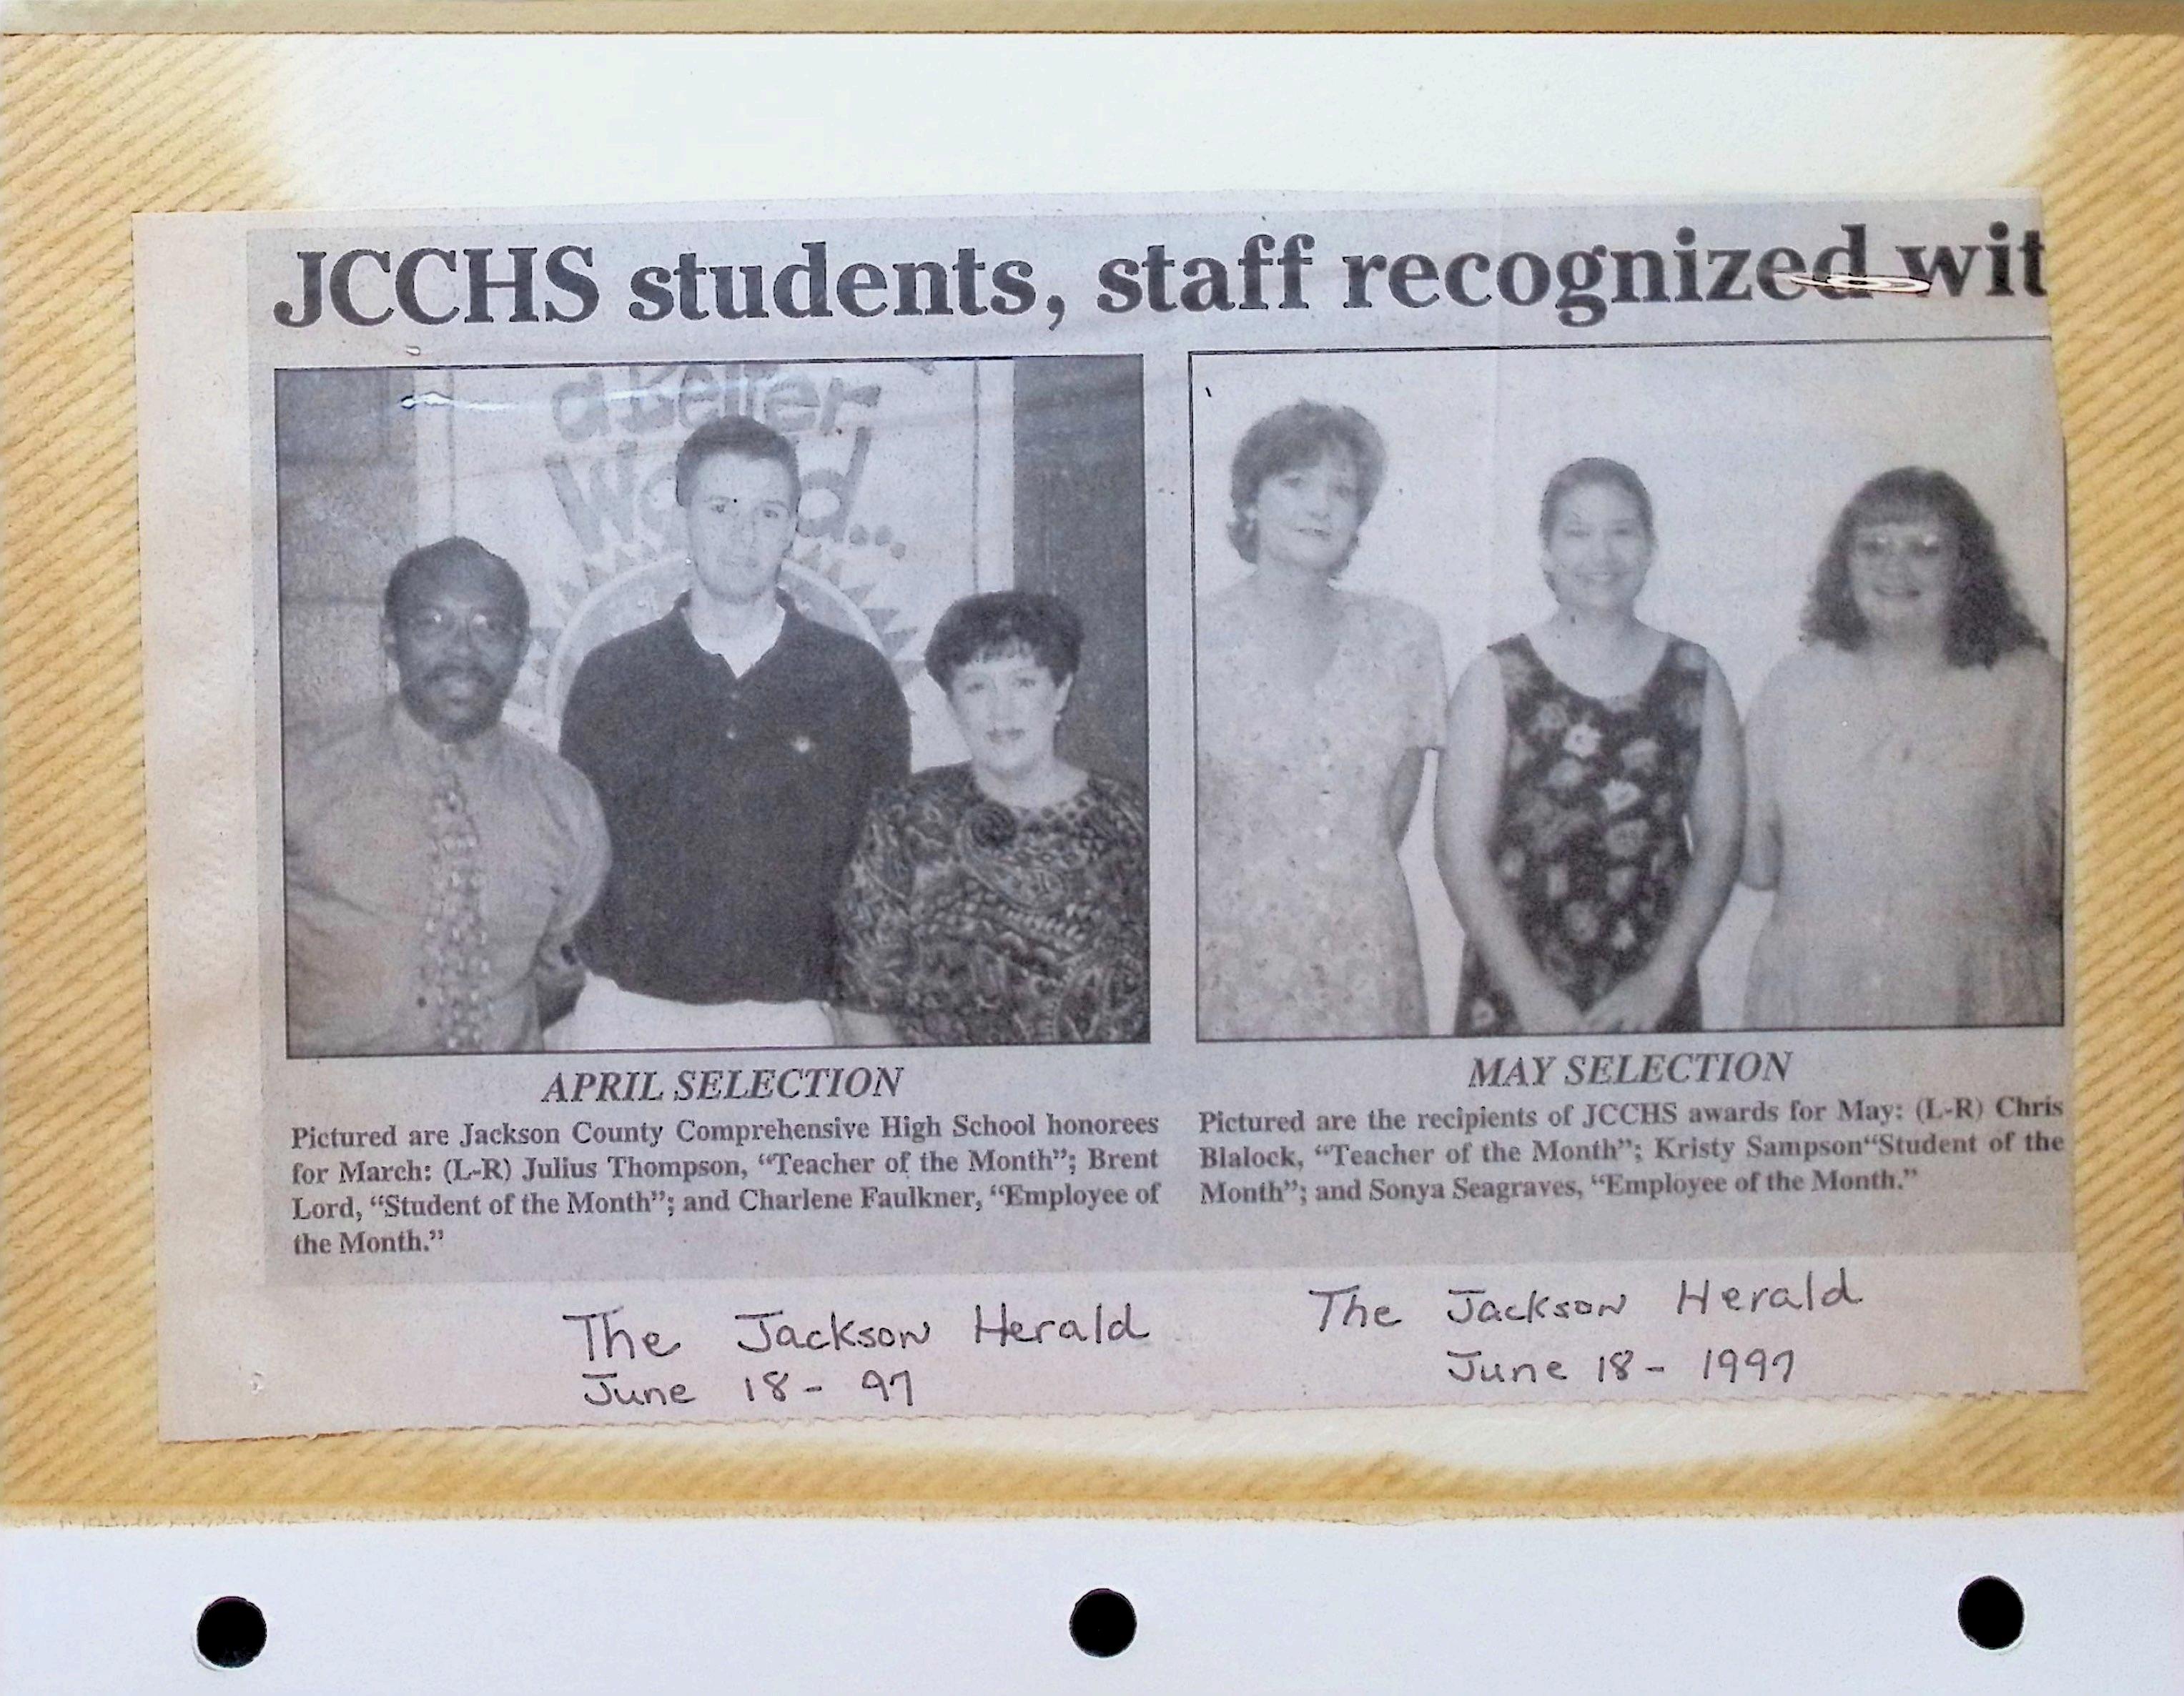 JCCHS students, staff recognized wit
a Better
World...
APRIL SELECTION
Pictured are Jackson County Comprehensive High School honorees
for March: (L-R) Julius Thompson, “Teacher of the Month”; Brent
Lord, “Student of the Month”; and Charlene Faulkner, “Employee of
the Month.”
MAY SELECTION
Pictured are the recipients of JCCHS awards for May: (L-R) Chris
Blalock, “Teacher of the Month”; Kristy Sampson“Student of the
Month”; and Sonya Seagraves, “Employee of the Month.”
The Jackson Herald
June 18- 97
The Jackson Herald
June 18- 1997